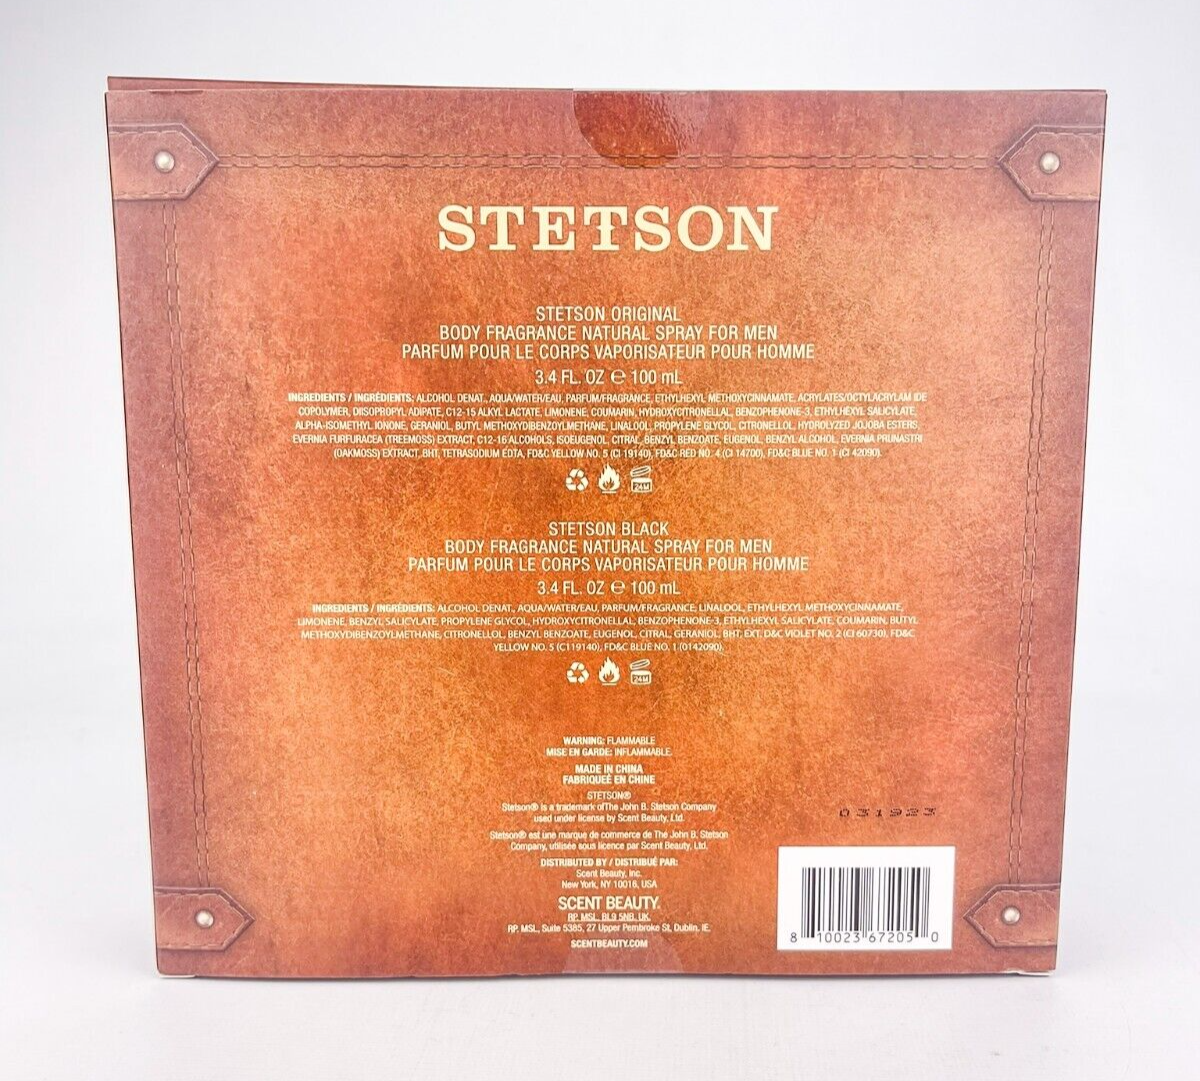 STETSON
STETSON ORIGINAL
BODY FRAGRANCE NATURAL SPRAY FOR MEN
PARFUM POUR LE CORPS VAPORISATEUR POUR HOMME
3.4 FL. OZ ℮ 100 mL
INGREDIENTS / INGRÉDIENTS: ALCOHOL DENAT., AQUA/WATER/EAU, PARFUM/FRAGRANCE, ETHYLHEXYL METHOXYCINNAMATE, ACRYLATES/OCTYLACRYLAM IDE
COPOLYMER, DIISOPROPYL ADIPATE, C12-15 ALKYL LACTATE, LIMONENE, COUMARIN, HYDROXYCITRONELLAL, BENZOPHENONE-3, ETHYLHEXYL SALICYLATE,
ALPHA-ISOMETHYL IONONE, GERANIOL, BUTYL METHOXYDIBENZOYLMETHANE, LINALOOL, PROPYLENE GLYCOL, CITRONELLOL, HYDROLYZED JOJOBA ESTERS,
EVERNIA FURFURACEA (TREEMOSS) EXTRACT, C12-16 ALCOHOLS, ISOEUGENOL, CITRAL, BENZYL BENZOATE, EUGENOL, BENZYL ALCOHOL, EVERNIA PRUNASTRI
(OAKMOSS) EXTRACT, BHT, TETRASODIUM EDTA, FD&C YELLOW NO. 5 (CI 19140), FD&C RED NO. 4 (CI 14700), FD&C BLUE NO. 1 (CI 42090).
24M
STETSON BLACK
BODY FRAGRANCE NATURAL SPRAY FOR MEN
PARFUM POUR LE CORPS VAPORISATEUR POUR HOMME
3.4 FL. OZ ℮ 100 mL
INGREDIENTS / INGRÉDIENTS: ALCOHOL DENAT., AQUA/WATER/EAU, PARFUM/FRAGRANCE, LINALOOL, ETHYLHEXYL METHOXYCINNAMATE,
LIMONENE, BENZYL, SALICYLATE, PROPYLENE GLYCOL, HYDROXYCITRONELLAL, BENZOPHENONE-3, ETHYLHEXYL SALICYLATE, COUMARIN, BUTYL
METHOXYDIBENZOYLMETHANE, CITRONELLOL, BENZYL BENZOATE, EUGENOL, CITRAL, GERANIOL, BHT, EXT. D&C VIOLET NO. 2 (CI 60730), FD&C
YELLOW NO. 5 (C119140), FD&C BLUE NO. 1 (0142090).
24M
WARNING: FLAMMABLE
MISE EN GARDE: INFLAMMABLE.
MADE IN CHINA
FABRIQUEÉ EN CHINE
STETSON®
Stetson® is a trademark ofThe John B. Stetson Company
used under license by Scent Beauty, Ltd.
Stetson® est une marque de commerce de The John B. Stetson
Company, utilisée sous licence par Scent Beauty, Ltd.
DISTRIBUTED BY / DISTRIBUÉ PAR:
Scent Beauty, Inc.
New York, NY 10016, USA
SCENT BEAUTY.
RP. MSL. BL9 5NB. UK.
RP. MSL, Suite 5385, 27 Upper Pembroke St, Dublin, IE.
SCENTBEAUTY.COM
031923
8 10023 67205 0